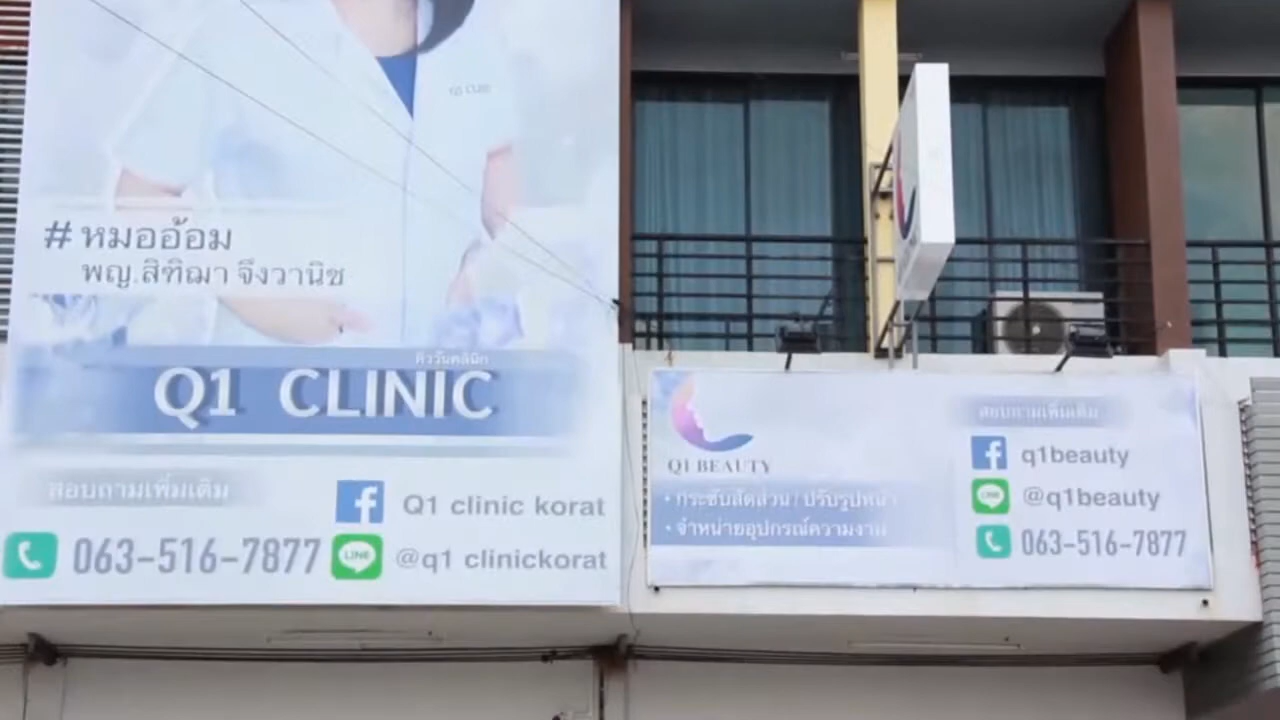 # หมออ้อม
พญ.สิฑิฌา จึงวานิช
คิววันคลินิก
Q1 CLINIC
สอบถามเพิ่มเติม
Q1 clinic korat
063-516-7877
LINE
@q1 clinickorat
Q1 BEAUTY
• กระชับสัดส่วน / ปรับรูปหน้า
• จำหน่ายอุปกรณ์ความงาม
สอบถามเพิ่มเติม
q1beauty
LINE
@q1beauty
063-516-7877